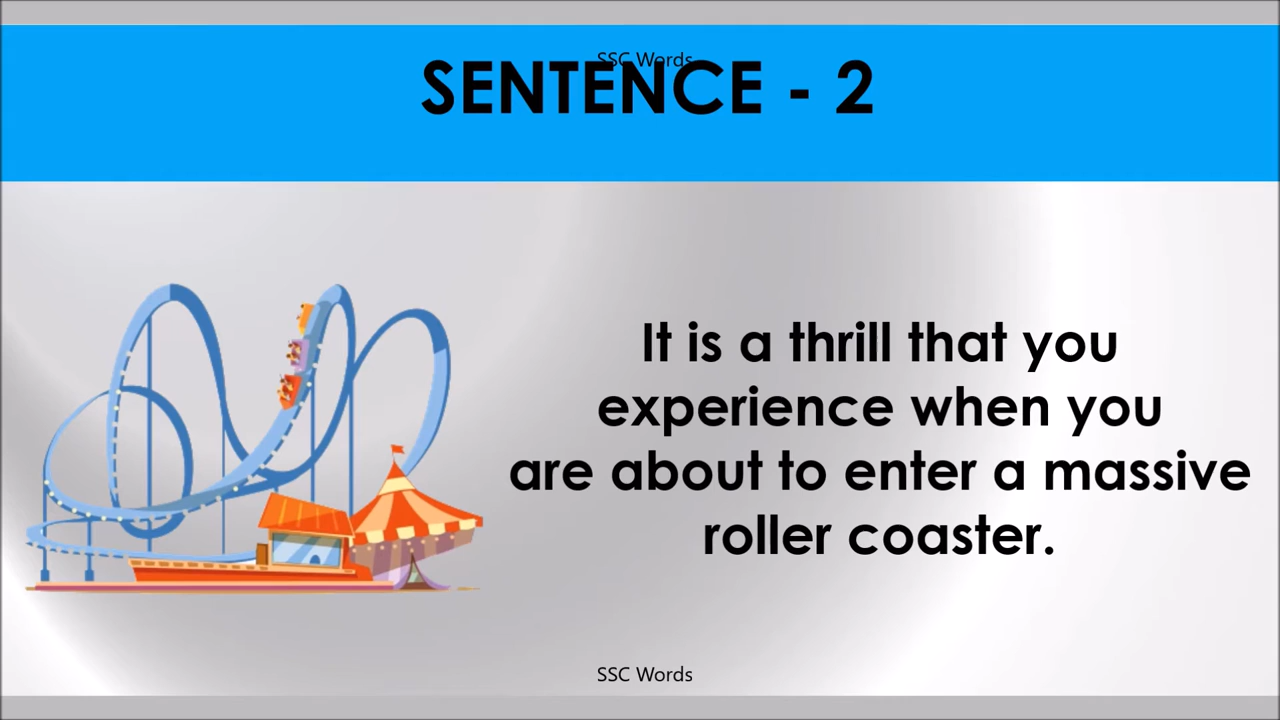 SSC Words
SENTENCE - 2
It is a thrill that you
experience when you
are about to enter a massive
roller coaster.
SSC Words